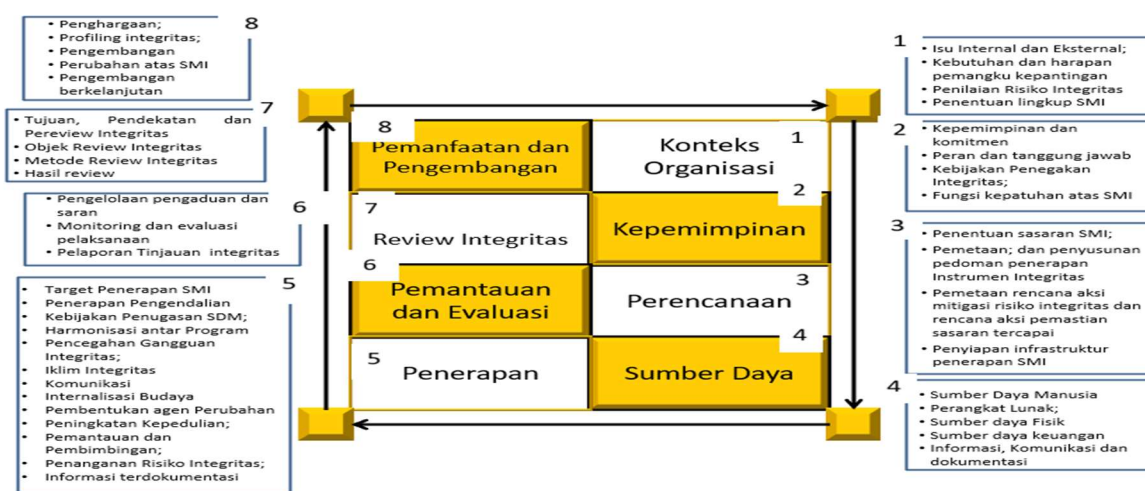 8
• Penghargaan;
• Profiling integritas;
• Pengembangan
• Perubahan atas SMI
• Pengembangan
berkelanjutan
7
• Tujuan, Pendekatan dan
Pereview Integritas
• Objek Review Integritas
• Metode Review Integritas
• Hasil review
6
• Pengelolaan pengaduan dan
saran
• Monitoring dan evaluasi
pelaksanaan
• Pelaporan Tinjauan integritas
5
• Target Penerapan SMI
• Penerapan Pengendalian
• Kebijakan Penugasan SDM;
• Harmonisasi antar Program
• Pencegahan Gangguan
Integritas;
• Iklim Integritas
• Komunikasi
• Internalisasi Budaya
• Pembentukan agen Perubahan
• Peningkatan Kepedulian;
• Pemantauan dan
Pembimbingan;
• Penanganan Risiko Integritas;
• Informasi terdokumentasi
8
Pemanfaatan dan
Pengembangan
1
Konteks
Organisasi
7
Review Integritas
2
Kepemimpinan
6
Pemantauan
dan Evaluasi
3
Perencanaan
5
Penerapan
4
Sumber Daya
1
• Isu Internal dan Eksternal;
• Kebutuhan dan harapan
pemangku kepantingan
• Penilaian Risiko Integritas
• Penentuan lingkup SMI
2
• Kepemimpinan dan
komitmen
• Peran dan tanggung jawab
• Kebijakan Penegakan
Integritas;
• Fungsi kepatuhan atas SMI
3
• Penentuan sasaran SMI;
• Pemetaan; dan penyusunan
pedoman penerapan
Instrumen Integritas
• Pemetaan rencana aksi
mitigasi risiko integritas dan
rencana aksi pemastian
sasaran tercapai
• Penyiapan infrastruktur
penerapan SMI
4
• Sumber Daya Manusia
• Perangkat Lunak;
• Sumber daya Fisik
• Sumber daya keuangan
• Informasi, Komunikasi dan
dokumentasi